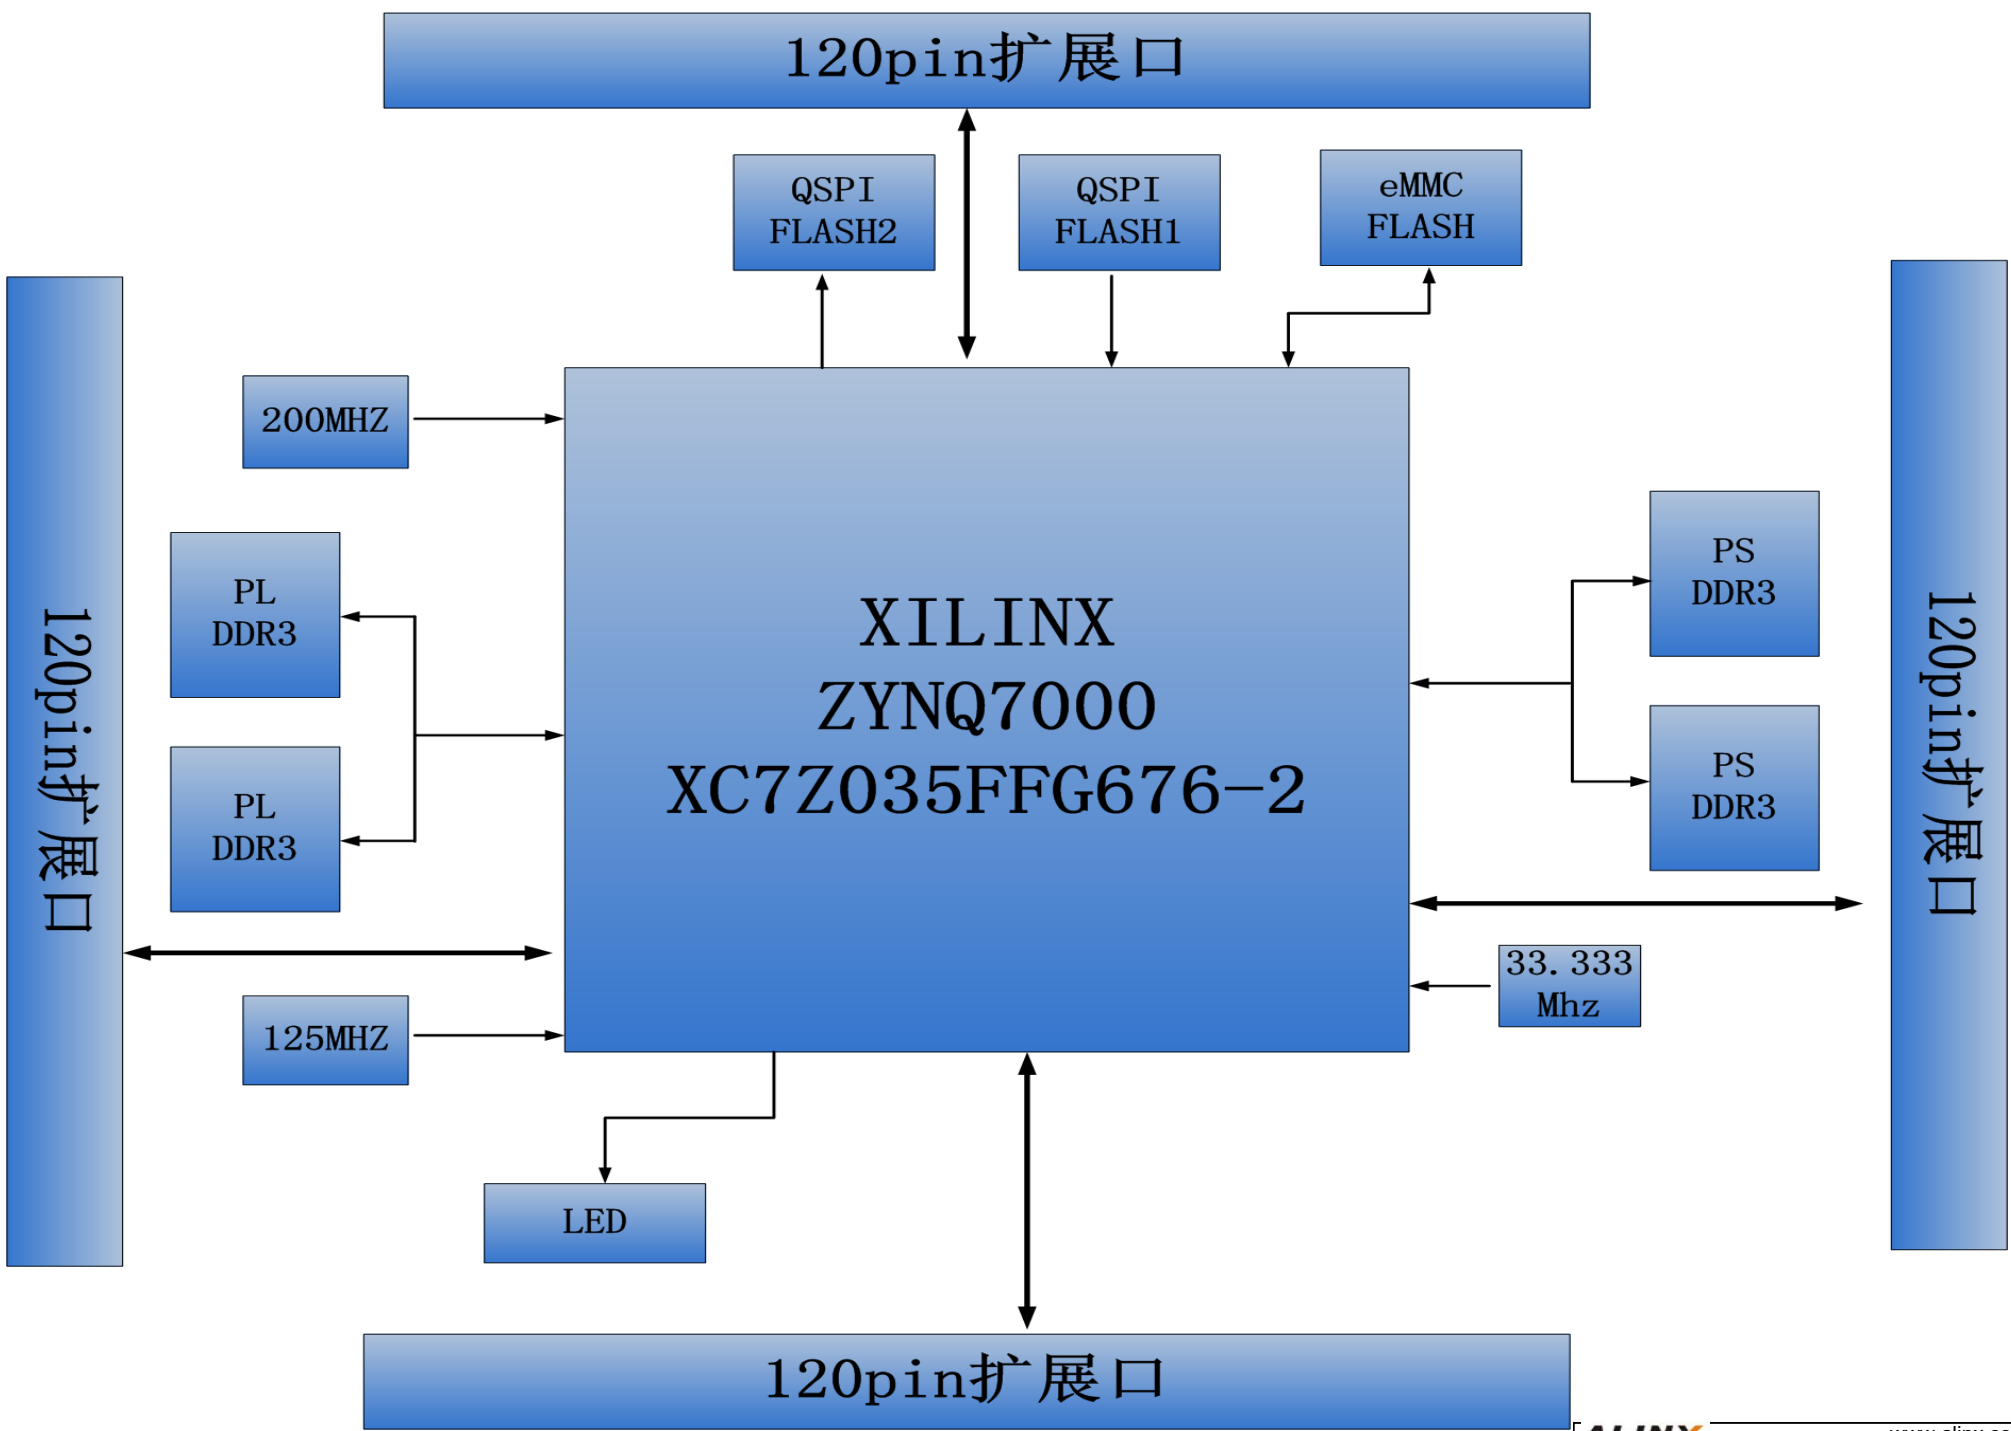 120pin扩展口
QSPI
FLASH2
QSPI
FLASH1
eMMC
FLASH
200MHZ
PL
DDR3
PL
DDR3
120pin扩展口
XILINX
ZYNQ7000
XC7Z035FFG676-2
PS
DDR3
PS
DDR3
120pin扩展口
33.333
Mhz
125MHZ
LED
120pin扩展口